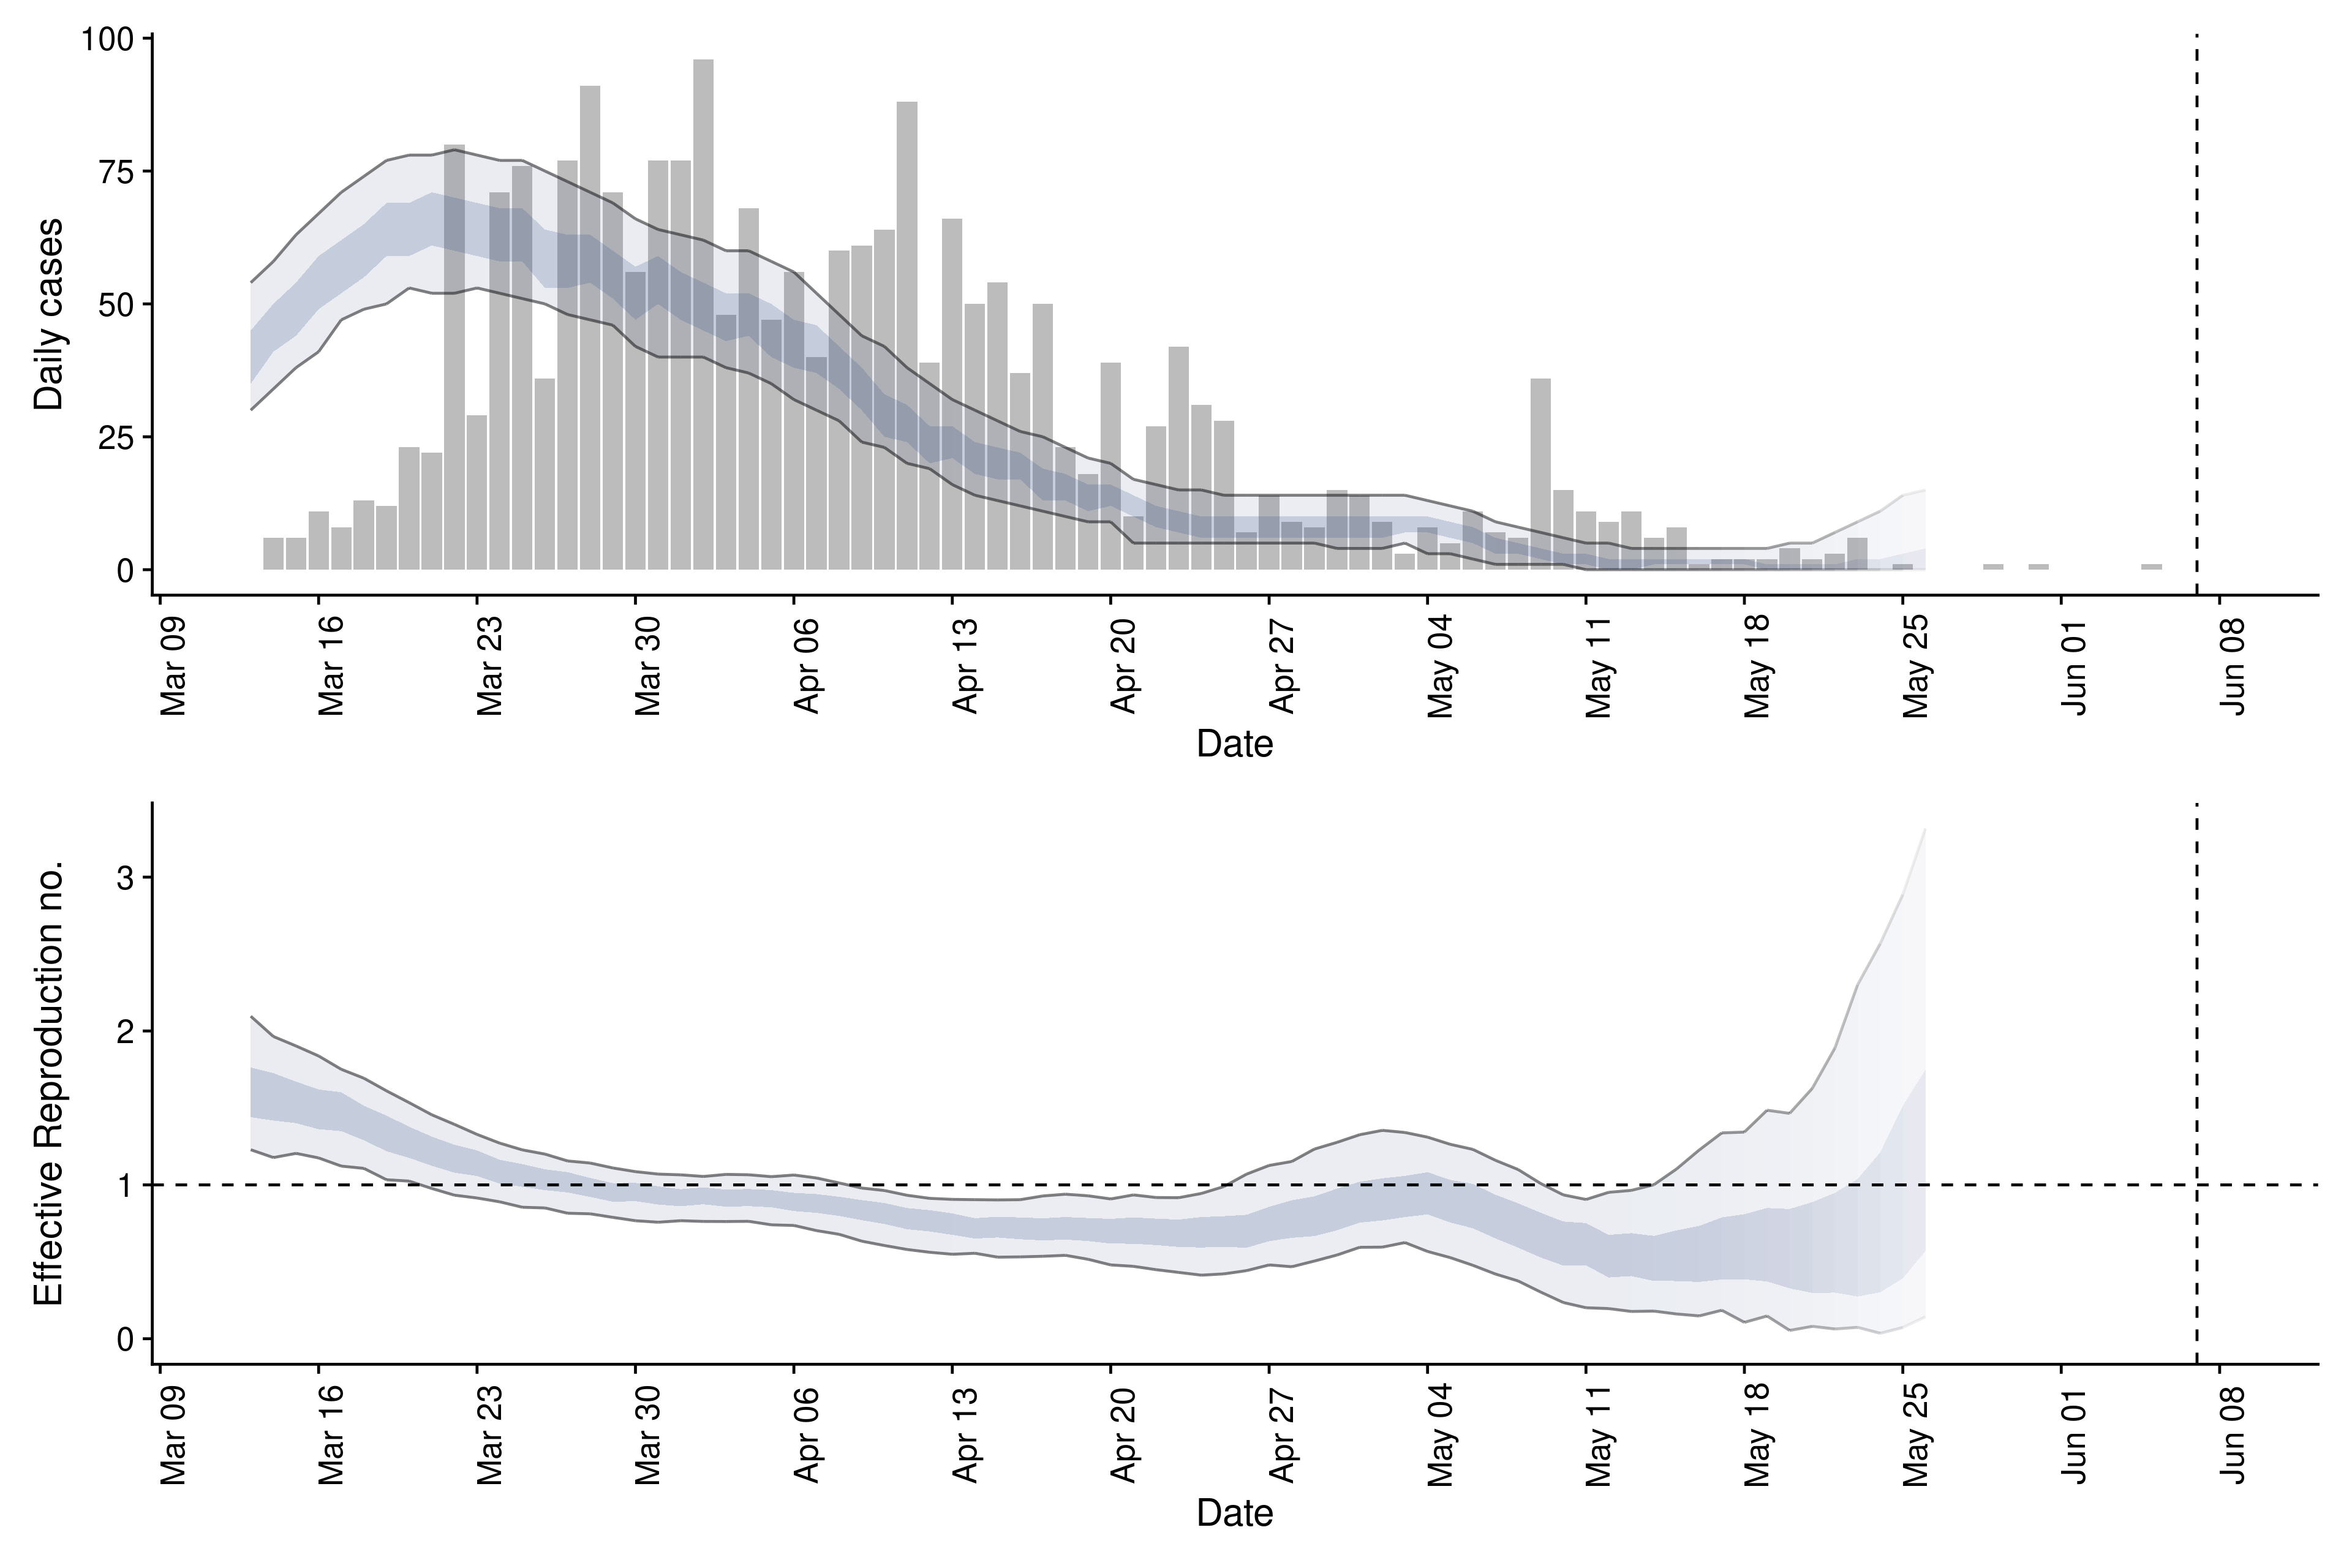 Daily cases
100
75
50
25
0
Mar 09
Mar 16
Mar 23
Mar 30
Apr 06
Apr 13
Apr 20
Apr 27
May 04
May 11
May 18
May 25
Jun 01
Jun 08
Date
Effective Reproduction no.
3
2
1
0
Mar 09
Mar 16
Mar 23
Mar 30
Apr 06
Apr 13
Apr 20
Apr 27
May 04
May 11
May 18
May 25
Jun 01
Jun 08
Date